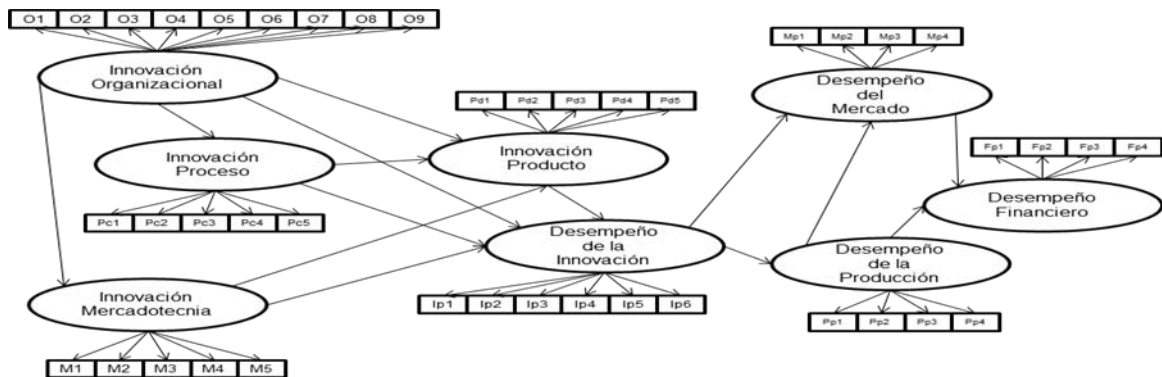 O1 O2 O3 O4 O5 O6 O7 O8 O9
Innovación
Organizacional
Mp1 Mp2 Mp3 Mp4
Desempeño
del
Mercado
Pd1 Pd2 Pd3 Pd4 Pd5
Innovación
Producto
Innovación
Proceso
Pc1 Pc2 Pc3 Pc4 Pc5
Fp1 Fp2 Fp3 Fp4
Desempeño
Financiero
Desempeño
de la
Innovación
Ip1 Ip2 Ip3 Ip4 Ip5 Ip6
Desempeño
de la
Producción
Pp1 Pp2 Pp3 Pp4
Innovación
Mercadotecnia
M1 M2 M3 M4 M5